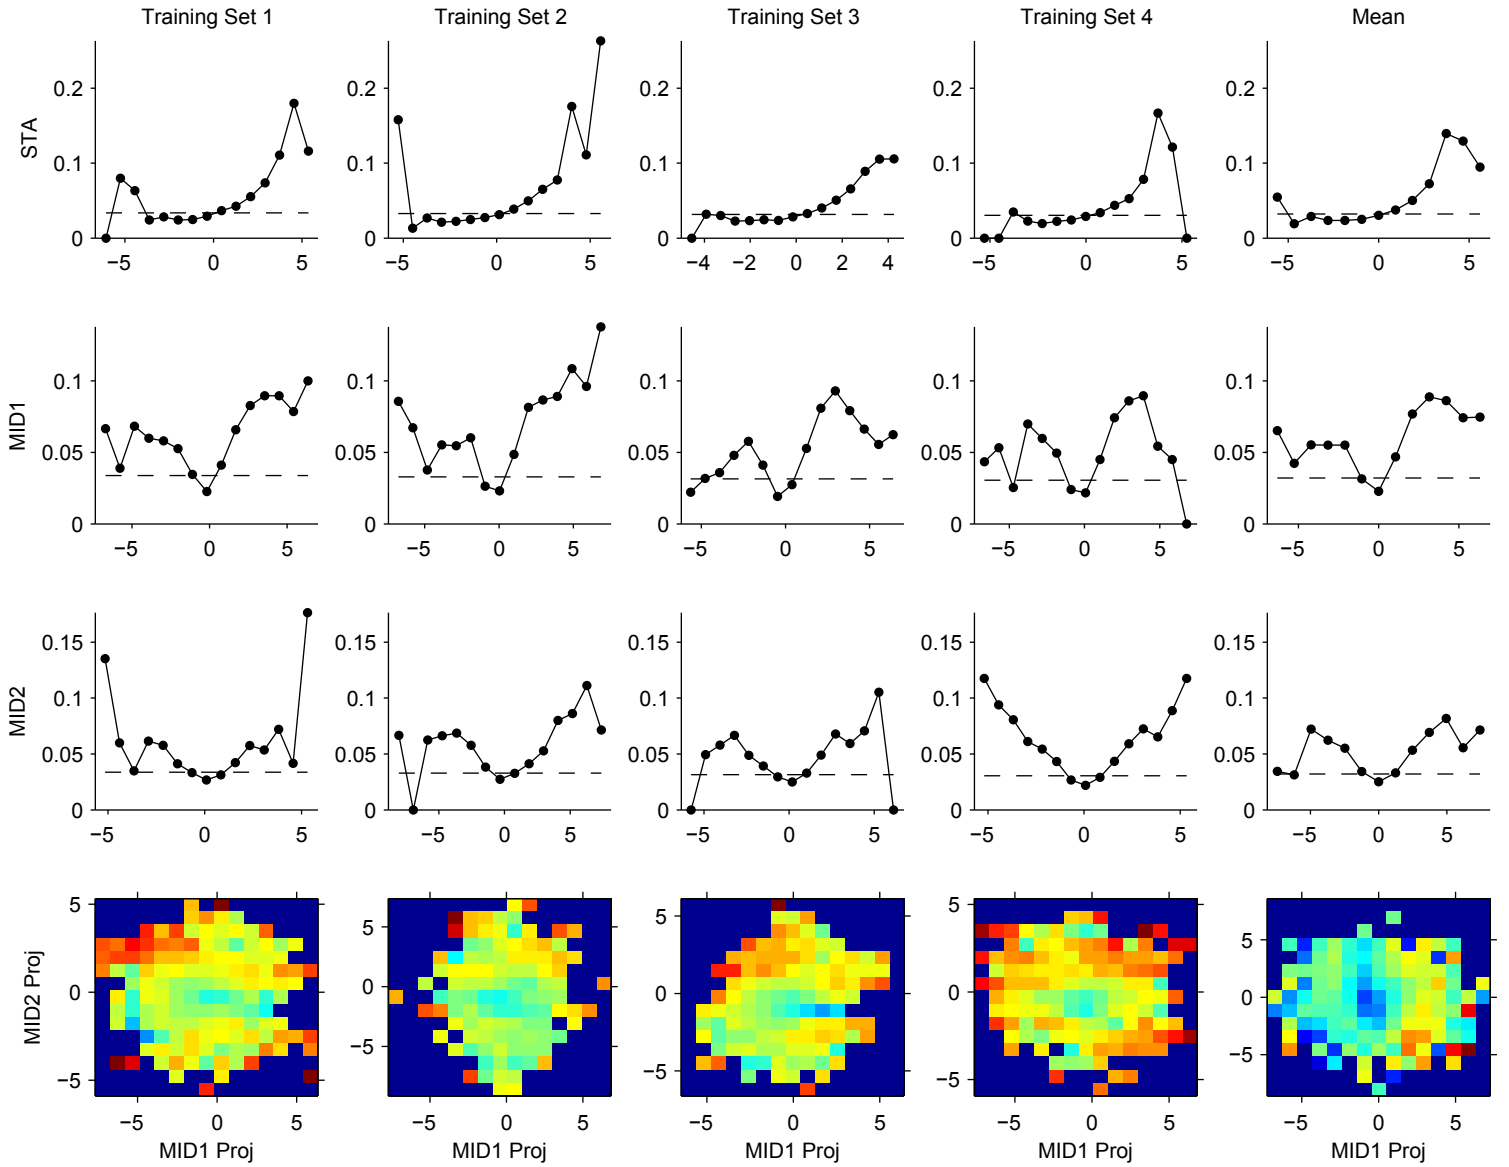 Training Set 1 Training Set 2 Training Set 3 Training Set 4 Mean
STA
0.2 0.2 0.2 0.2 0.2
0.1 0.1 0.1 0.1 0.1
0 0 0 0 0
−5 0 5 −5 0 5 −4 −2 0 2 4 −5 0 5 −5 0 5
MID1
0.1 0.1 0.1 0.1 0.1
0.05 0.05 0.05 0.05 0.05
0 0 0 0 0
−5 0 5 −5 0 5 −5 0 5 −5 0 5 −5 0 5
MID2
0.15 0.15 0.15 0.15 0.15
0.1 0.1 0.1 0.1 0.1
0.05 0.05 0.05 0.05 0.05
0 0 0 0 0
−5 0 5 −5 0 5 −5 0 5 −5 0 5 −5 0 5
MID2 Proj
5 5 5 5 5
0 0 0 0 0
−5 −5 −5 −5 −5
−5 0 5 −5 0 5 −5 0 5 −5 0 5 −5 0 5
MID1 Proj MID1 Proj MID1 Proj MID1 Proj MID1 Proj